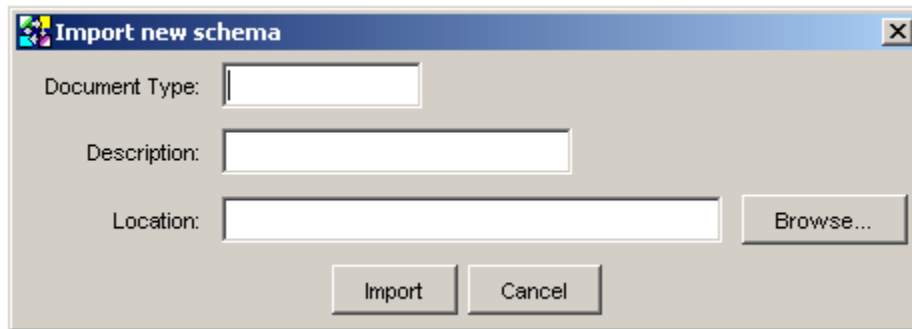 Import new schema
Document Type:
Description:
Location:
Browse...
Import
Cancel